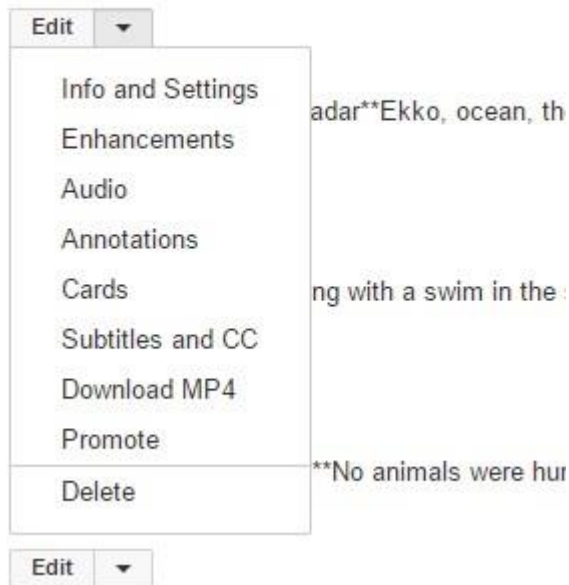 Edit
Info and Settings
adar**Ekko, ocean, th
Enhancements
Audio
Annotations
Cards
ng with a swim in the
Subtitles and CC
Download MP4
Promote
**No animals were hur
Delete
Edit